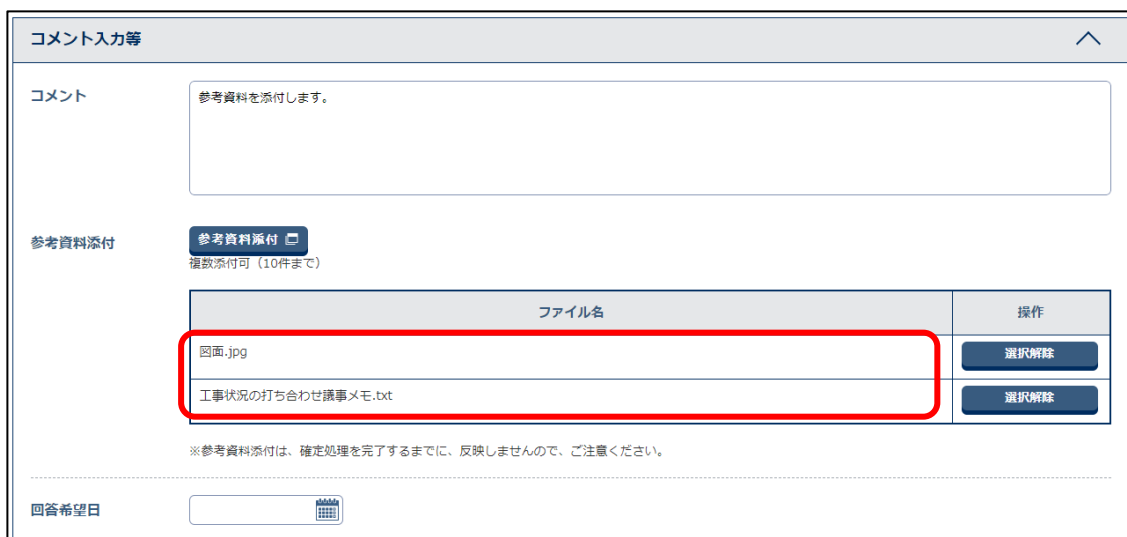 コメント入力等
コメント
参考資料を添付します。
参考資料添付
参考資料添付
複数添付可（10件まで）
ファイル名
操作
図面.jpg
選択解除
工事状況の打ち合わせ議事メモ.txt
選択解除
※参考資料添付は、確定処理を完了するまでに、反映しませんので、ご注意ください。
回答希望日